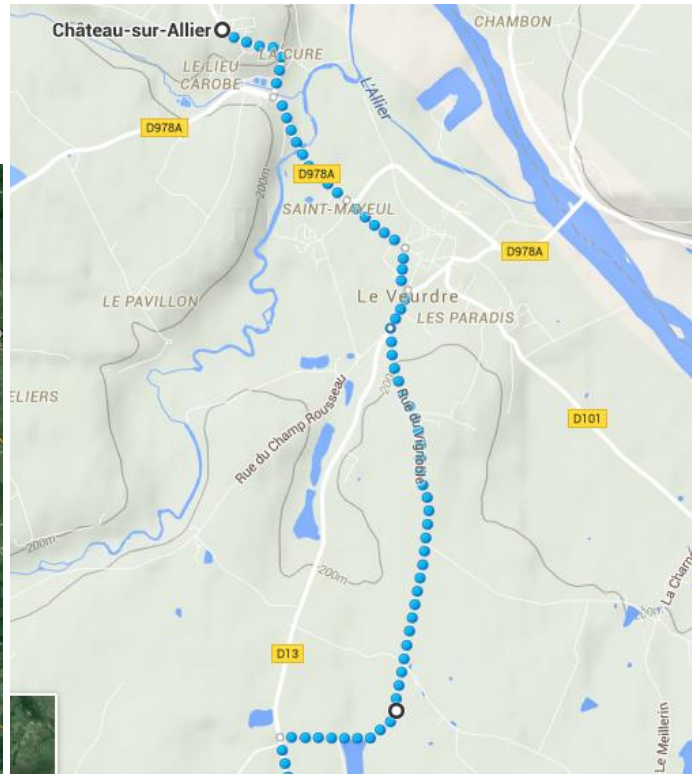 CHAMBON
Château-sur-Allier
LA CURE
LE LIEU
CAROBE
L'Allier
D978A
200m
D978A
SAINT-MAYEUL
D978A
LE PAVILLON
Le Veurdre
LES PARADIS
200
ELIERS
Rue du Champ Rousseau
Rue du Vignoble
D101
200m
200m
La Charn
00m
D13
Le Meillerin